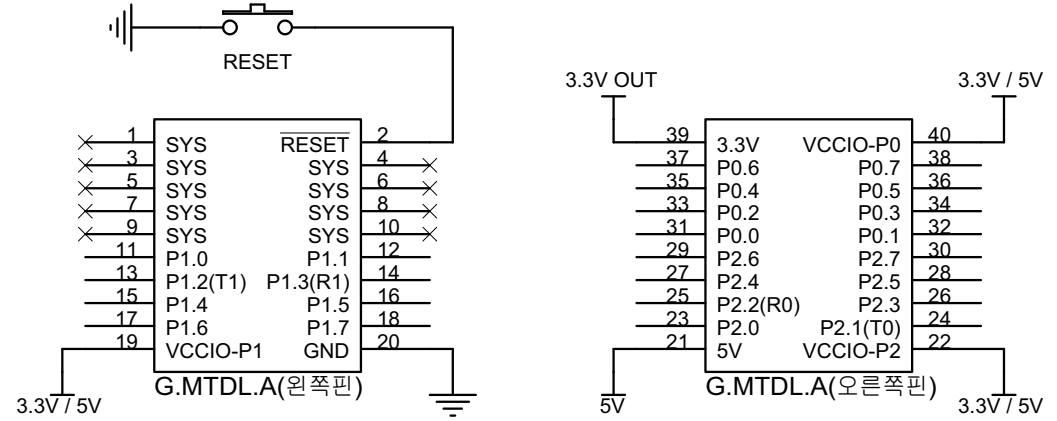 RESET
1 SYS RESET 2
3 SYS SYS 4
5 SYS SYS 6
7 SYS SYS 8
9 SYS SYS 10
11 P1.0 P1.1 12
13 P1.2(T1) P1.3(R1) 14
15 P1.4 P1.5 16
17 P1.6 P1.7 18
19 VCCIO-P1 GND 20
G.MTDL.A(왼쪽핀)
3.3V / 5V
3.3V OUT 3.3V / 5V
39 3.3V VCCIO-P0 40
37 P0.6 P0.7 38
35 P0.4 P0.5 36
33 P0.2 P0.3 34
31 P0.0 P0.1 32
29 P2.6 P2.7 30
27 P2.4 P2.5 28
25 P2.2(R0) P2.3 26
23 P2.0 P2.1(T0) 24
21 5V VCCIO-P2 22
G.MTDL.A(오른쪽핀)
5V 3.3V / 5V